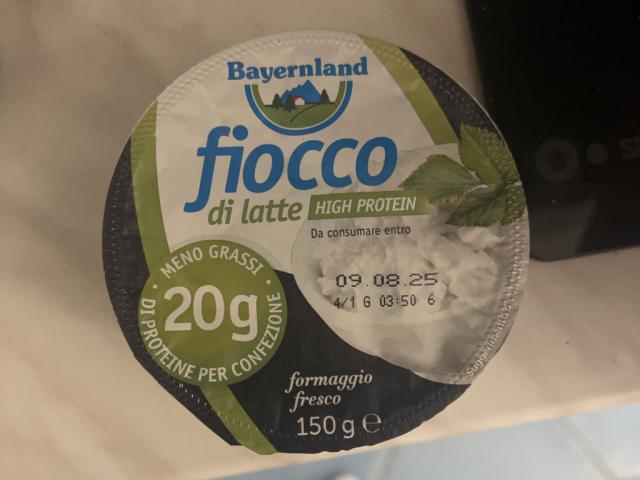 Bayernland
fiocco
di latte HIGH PROTEIN
Da consumare entro
09.08.25
4/1 G 03:50 6
MENO GRASSI
20g
DI PROTEINE PER CONFEZIONE
formaggio
fresco
150 g ℮